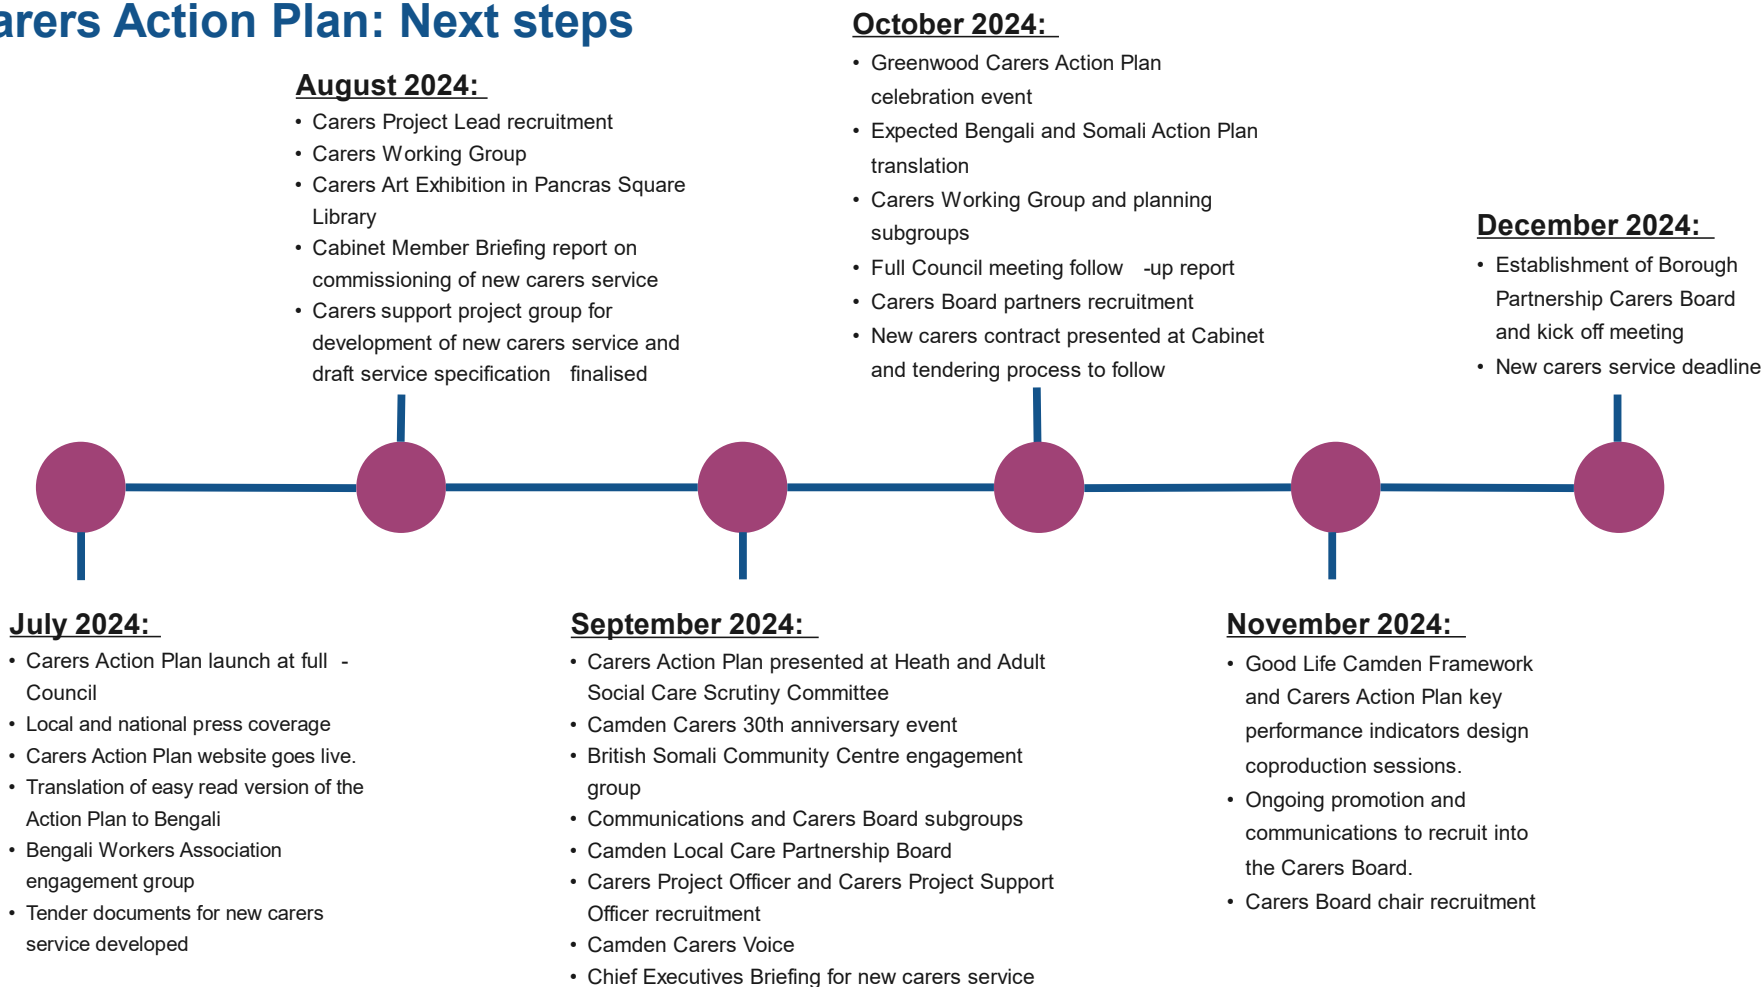 arers Action Plan: Next steps
August 2024:
• Carers Project Lead recruitment
• Carers Working Group
• Carers Art Exhibition in Pancras Square
Library
• Cabinet Member Briefing report on
commissioning of new carers service
• Carers support project group for
development of new carers service and
draft service specification finalised
October 2024:
• Greenwood Carers Action Plan
celebration event
• Expected Bengali and Somali Action Plan
translation
• Carers Working Group and planning
subgroups
• Full Council meeting follow -up report
• Carers Board partners recruitment
• New carers contract presented at Cabinet
and tendering process to follow
December 2024:
• Establishment of Borough
Partnership Carers Board
and kick off meeting
• New carers service deadline
July 2024:
• Carers Action Plan launch at full -
Council
• Local and national press coverage
• Carers Action Plan website goes live.
• Translation of easy read version of the
Action Plan to Bengali
• Bengali Workers Association
engagement group
• Tender documents for new carers
service developed
September 2024:
• Carers Action Plan presented at Heath and Adult
Social Care Scrutiny Committee
• Camden Carers 30th anniversary event
• British Somali Community Centre engagement
group
• Communications and Carers Board subgroups
• Camden Local Care Partnership Board
• Carers Project Officer and Carers Project Support
Officer recruitment
• Camden Carers Voice
• Chief Executives Briefing for new carers service
November 2024:
• Good Life Camden Framework
and Carers Action Plan key
performance indicators design
coproduction sessions.
• Ongoing promotion and
communications to recruit into
the Carers Board.
• Carers Board chair recruitment